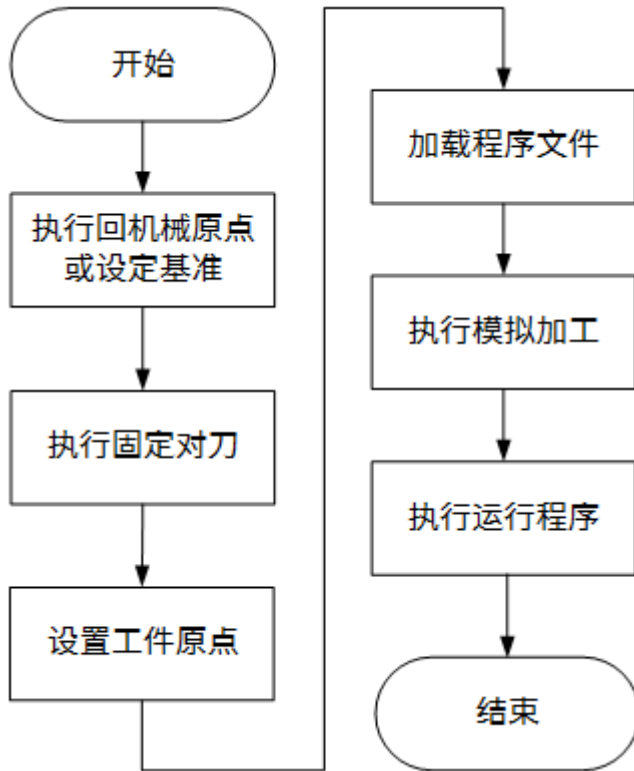 开始
执行回机械原点
或设定基准
执行固定对刀
设置工件原点
加载程序文件
执行模拟加工
执行运行程序
结束